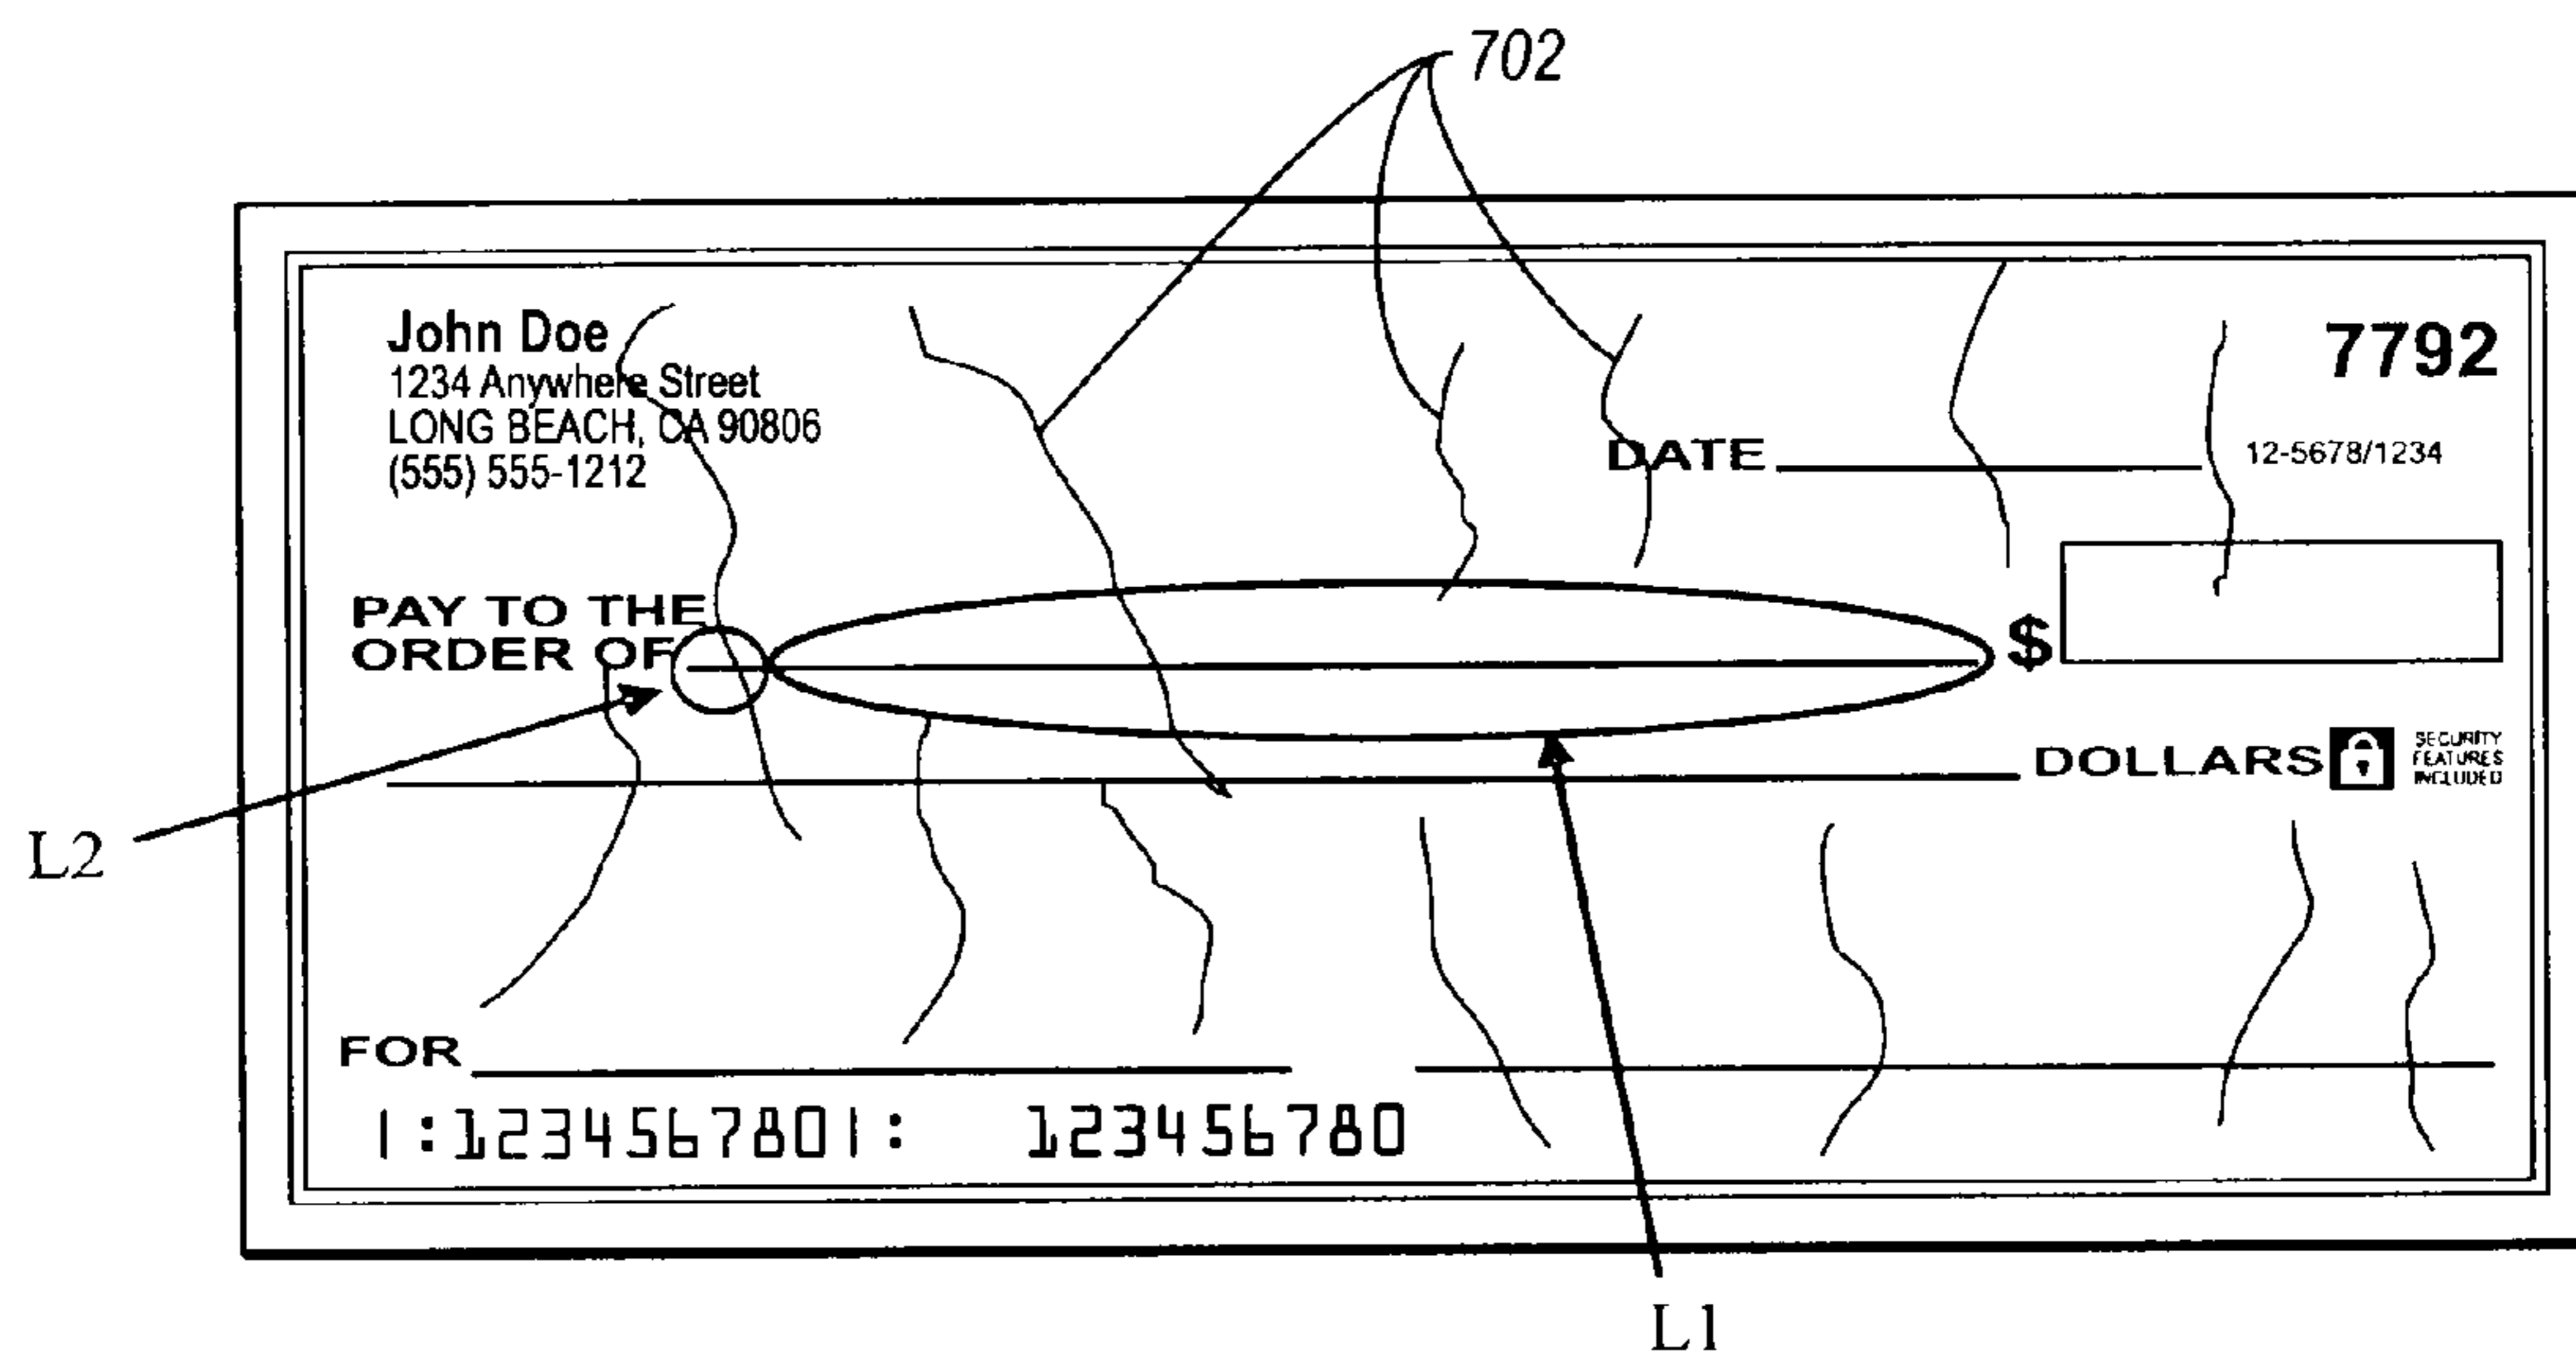 702
John Doe
1234 Anywhere Street
LONG BEACH, CA 90806
(555) 555-1212
7792
DATE
12-5678/1234
PAY TO THE
ORDER OF
$
DOLLARS
SECURITY
FEATURES
INCLUDED
L2
FOR
|:1234567801|: 123456780
L1